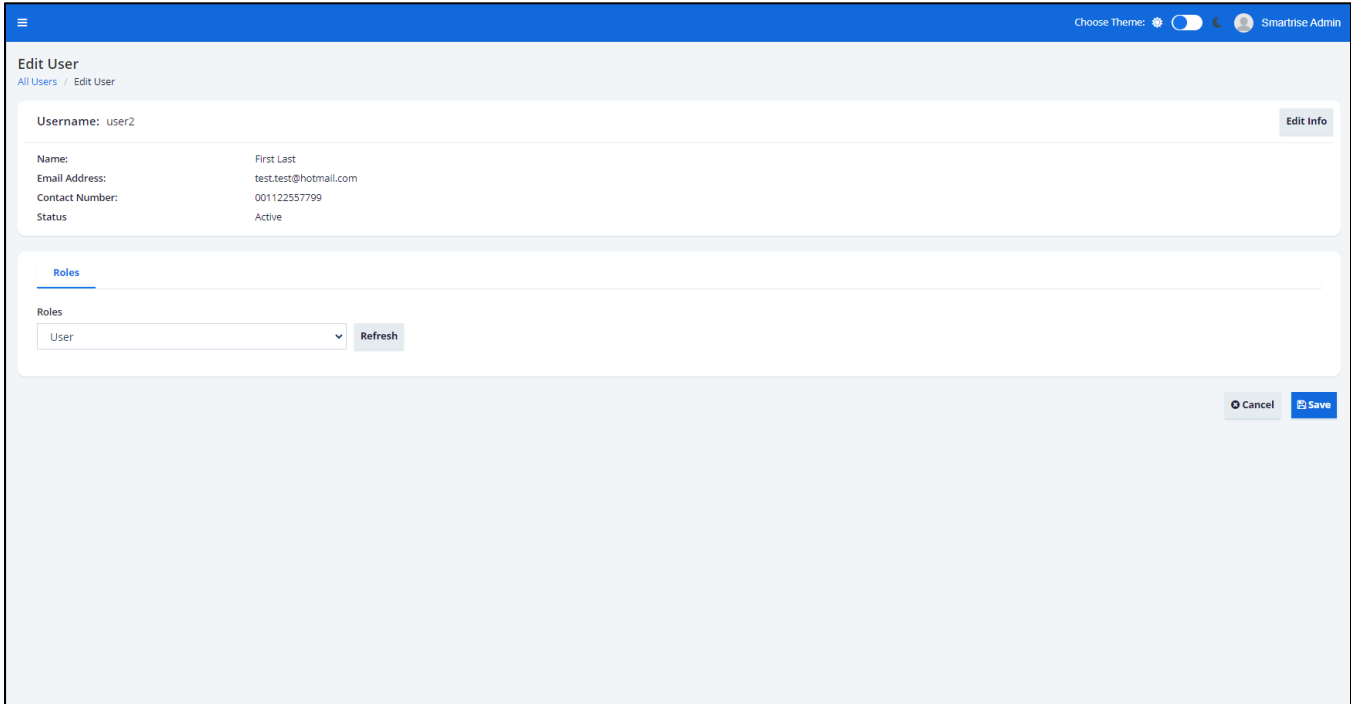 Choose Theme: Smartrise Admin
Edit User
All Users / Edit User
Username: user2 Edit Info
Name: First Last
Email Address: test.test@hotmail.com
Contact Number: 001122557799
Status Active
Roles
Roles
User Refresh
Cancel Save